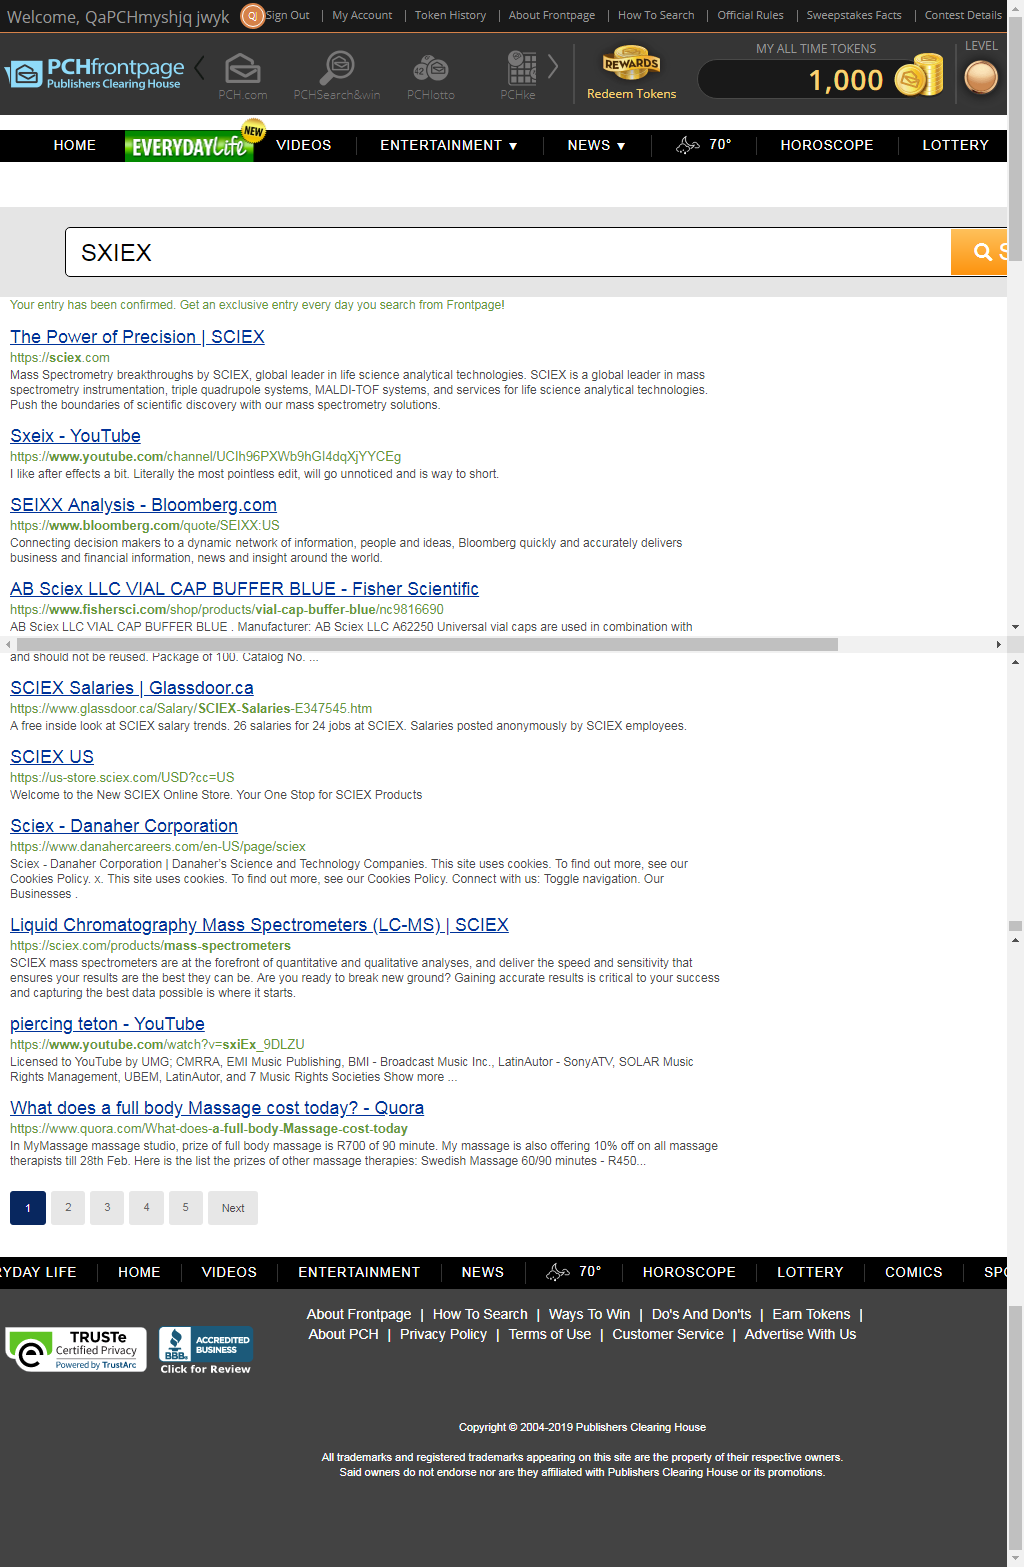 Welcome, QaPCHmyshjq jwyk QJ Sign Out | My Account | Token History | About Frontpage | How To Search | Official Rules | Sweepstakes Facts | Contest Details
PCHfrontpage
Publishers Clearing House
PCH.com PCHSearch&win PCHlotto PCHke
REWARDS
Redeem Tokens
MY ALL TIME TOKENS
1,000
LEVEL
HOME EVERYDAY Life NEW VIDEOS ENTERTAINMENT ▼ NEWS ▼ 70° HOROSCOPE LOTTERY
SXIEX S
Your entry has been confirmed. Get an exclusive entry every day you search from Frontpage!
The Power of Precision | SCIEX
https://sciex.com
Mass Spectrometry breakthroughs by SCIEX, global leader in life science analytical technologies. SCIEX is a global leader in mass
spectrometry instrumentation, triple quadrupole systems, MALDI-TOF systems, and services for life science analytical technologies.
Push the boundaries of scientific discovery with our mass spectrometry solutions.
Sxeix - YouTube
https://www.youtube.com/channel/UCIh96PXWb9hGI4dqXjYYCEg
I like after effects a bit. Literally the most pointless edit, will go unnoticed and is way to short.
SEIXX Analysis - Bloomberg.com
https://www.bloomberg.com/quote/SEIXX:US
Connecting decision makers to a dynamic network of information, people and ideas, Bloomberg quickly and accurately delivers
business and financial information, news and insight around the world.
AB Sciex LLC VIAL CAP BUFFER BLUE - Fisher Scientific
https://www.fishersci.com/shop/products/vial-cap-buffer-blue/nc9816690
AB Sciex LLC VIAL CAP BUFFER BLUE . Manufacturer: AB Sciex LLC A62250 Universal vial caps are used in combination with
and should not be reused. Package of 100. Catalog No. ...
SCIEX Salaries | Glassdoor.ca
https://www.glassdoor.ca/Salary/SCIEX-Salaries-E347545.htm
A free inside look at SCIEX salary trends. 26 salaries for 24 jobs at SCIEX. Salaries posted anonymously by SCIEX employees.
SCIEX US
https://us-store.sciex.com/USD?cc=US
Welcome to the New SCIEX Online Store. Your One Stop for SCIEX Products
Sciex - Danaher Corporation
https://www.danahercareers.com/en-US/page/sciex
Sciex - Danaher Corporation | Danaher's Science and Technology Companies. This site uses cookies. To find out more, see our
Cookies Policy. x. This site uses cookies. To find out more, see our Cookies Policy. Connect with us: Toggle navigation. Our
Businesses .
Liquid Chromatography Mass Spectrometers (LC-MS) | SCIEX
https://sciex.com/products/mass-spectrometers
SCIEX mass spectrometers are at the forefront of quantitative and qualitative analyses, and deliver the speed and sensitivity that
ensures your results are the best they can be. Are you ready to break new ground? Gaining accurate results is critical to your success
and capturing the best data possible is where it starts.
piercing teton - YouTube
https://www.youtube.com/watch?v=sxiEx_9DLZU
Licensed to YouTube by UMG; CMRRA, EMI Music Publishing, BMI - Broadcast Music Inc., LatinAutor - SonyATV, SOLAR Music
Rights Management, UBEM, LatinAutor, and 7 Music Rights Societies Show more ...
What does a full body Massage cost today? - Quora
https://www.quora.com/What-does-a-full-body-Massage-cost-today
In MyMassage massage studio, prize of full body massage is R700 of 90 minute. My massage is also offering 10% off on all massage
therapists till 28th Feb. Here is the list the prizes of other massage therapies: Swedish Massage 60/90 minutes - R450...
1 2 3 4 5 Next
RYDAY LIFE HOME VIDEOS ENTERTAINMENT NEWS 70° HOROSCOPE LOTTERY COMICS SPO
About Frontpage | How To Search | Ways To Win | Do's And Don'ts | Earn Tokens |
About PCH | Privacy Policy | Terms of Use | Customer Service | Advertise With Us
TRUSTe
Certified Privacy
Powered by TrustArc
BBB.
ACCREDITED
BUSINESS
Click for Review
Copyright © 2004-2019 Publishers Clearing House
All trademarks and registered trademarks appearing on this site are the property of their respective owners.
Said owners do not endorse nor are they affiliated with Publishers Clearing House or its promotions.